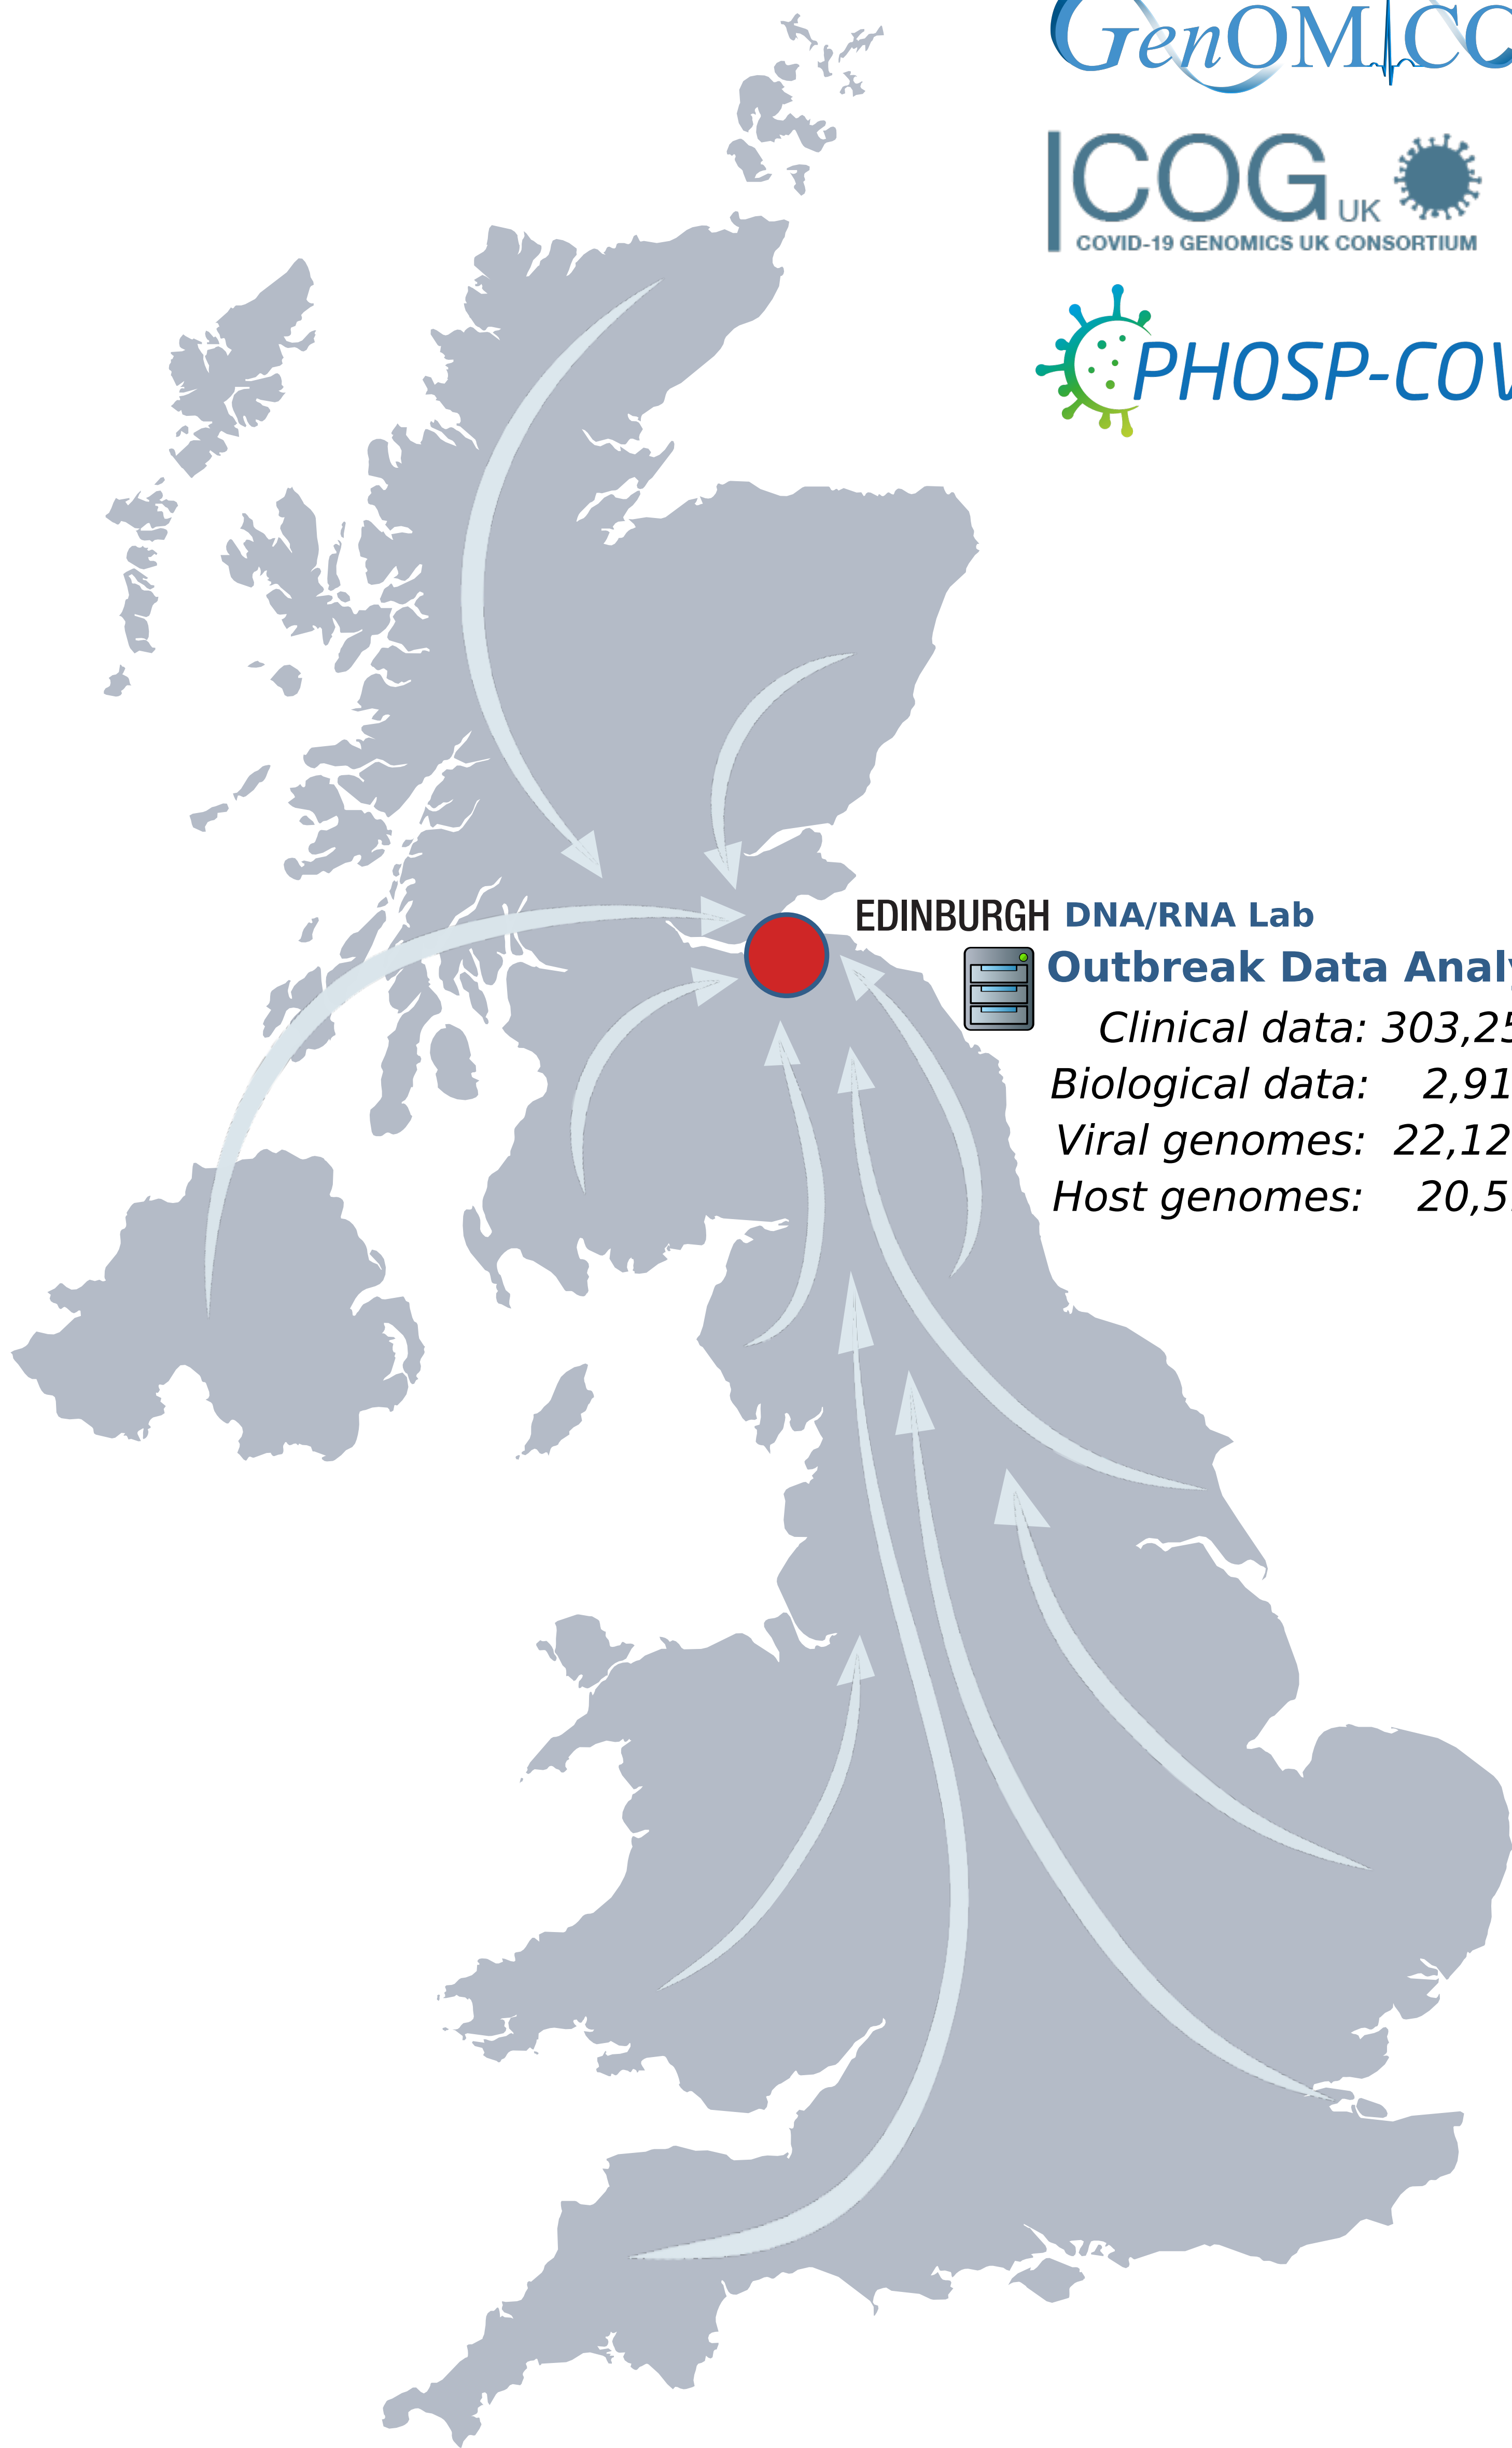 GenOMICC
COG UK
COVID-19 GENOMICS UK CONSORTIUM
PHOSP-COV
EDINBURGH DNA/RNA Lab
Outbreak Data Analy
Clinical data: 303,25
Biological data: 2,91
Viral genomes: 22,12
Host genomes: 20,5